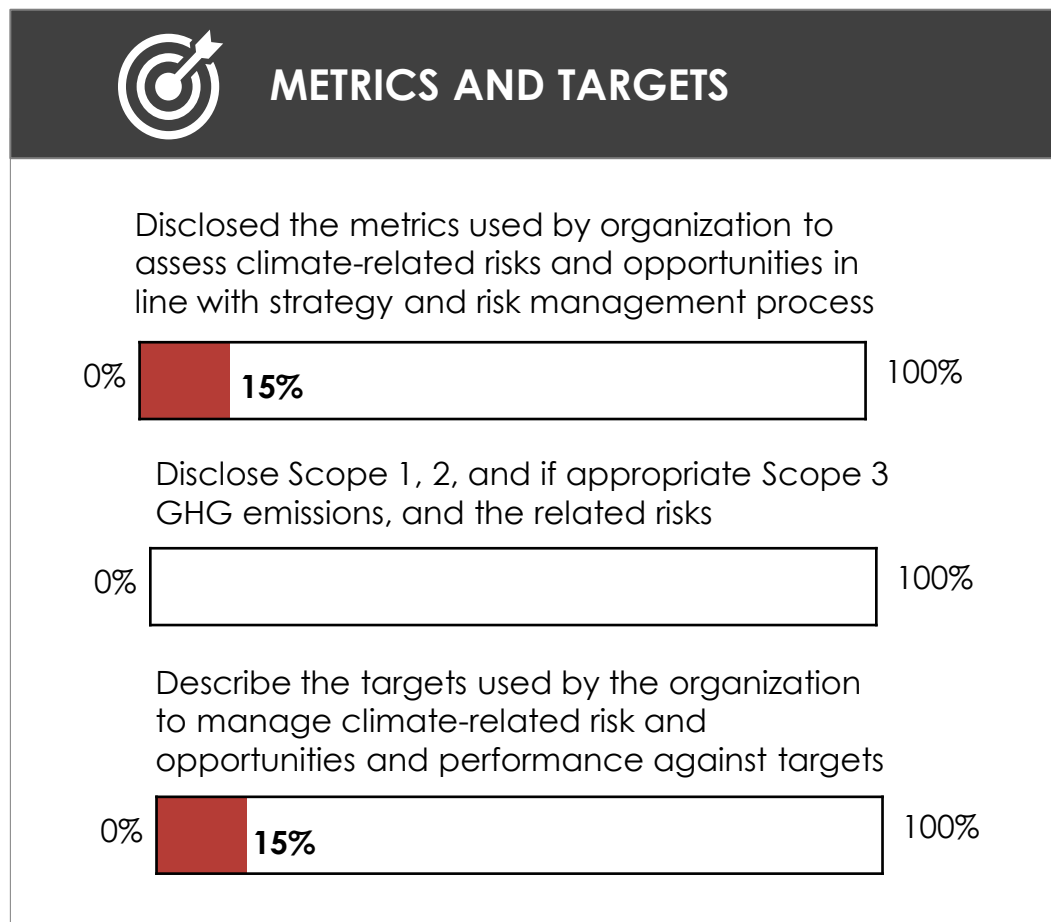 METRICS AND TARGETS
Disclosed the metrics used by organization to
assess climate-related risks and opportunities in
line with strategy and risk management process
0% 15% 100%
Disclose Scope 1, 2, and if appropriate Scope 3
GHG emissions, and the related risks
0% 100%
Describe the targets used by the organization
to manage climate-related risk and
opportunities and performance against targets
0% 15% 100%